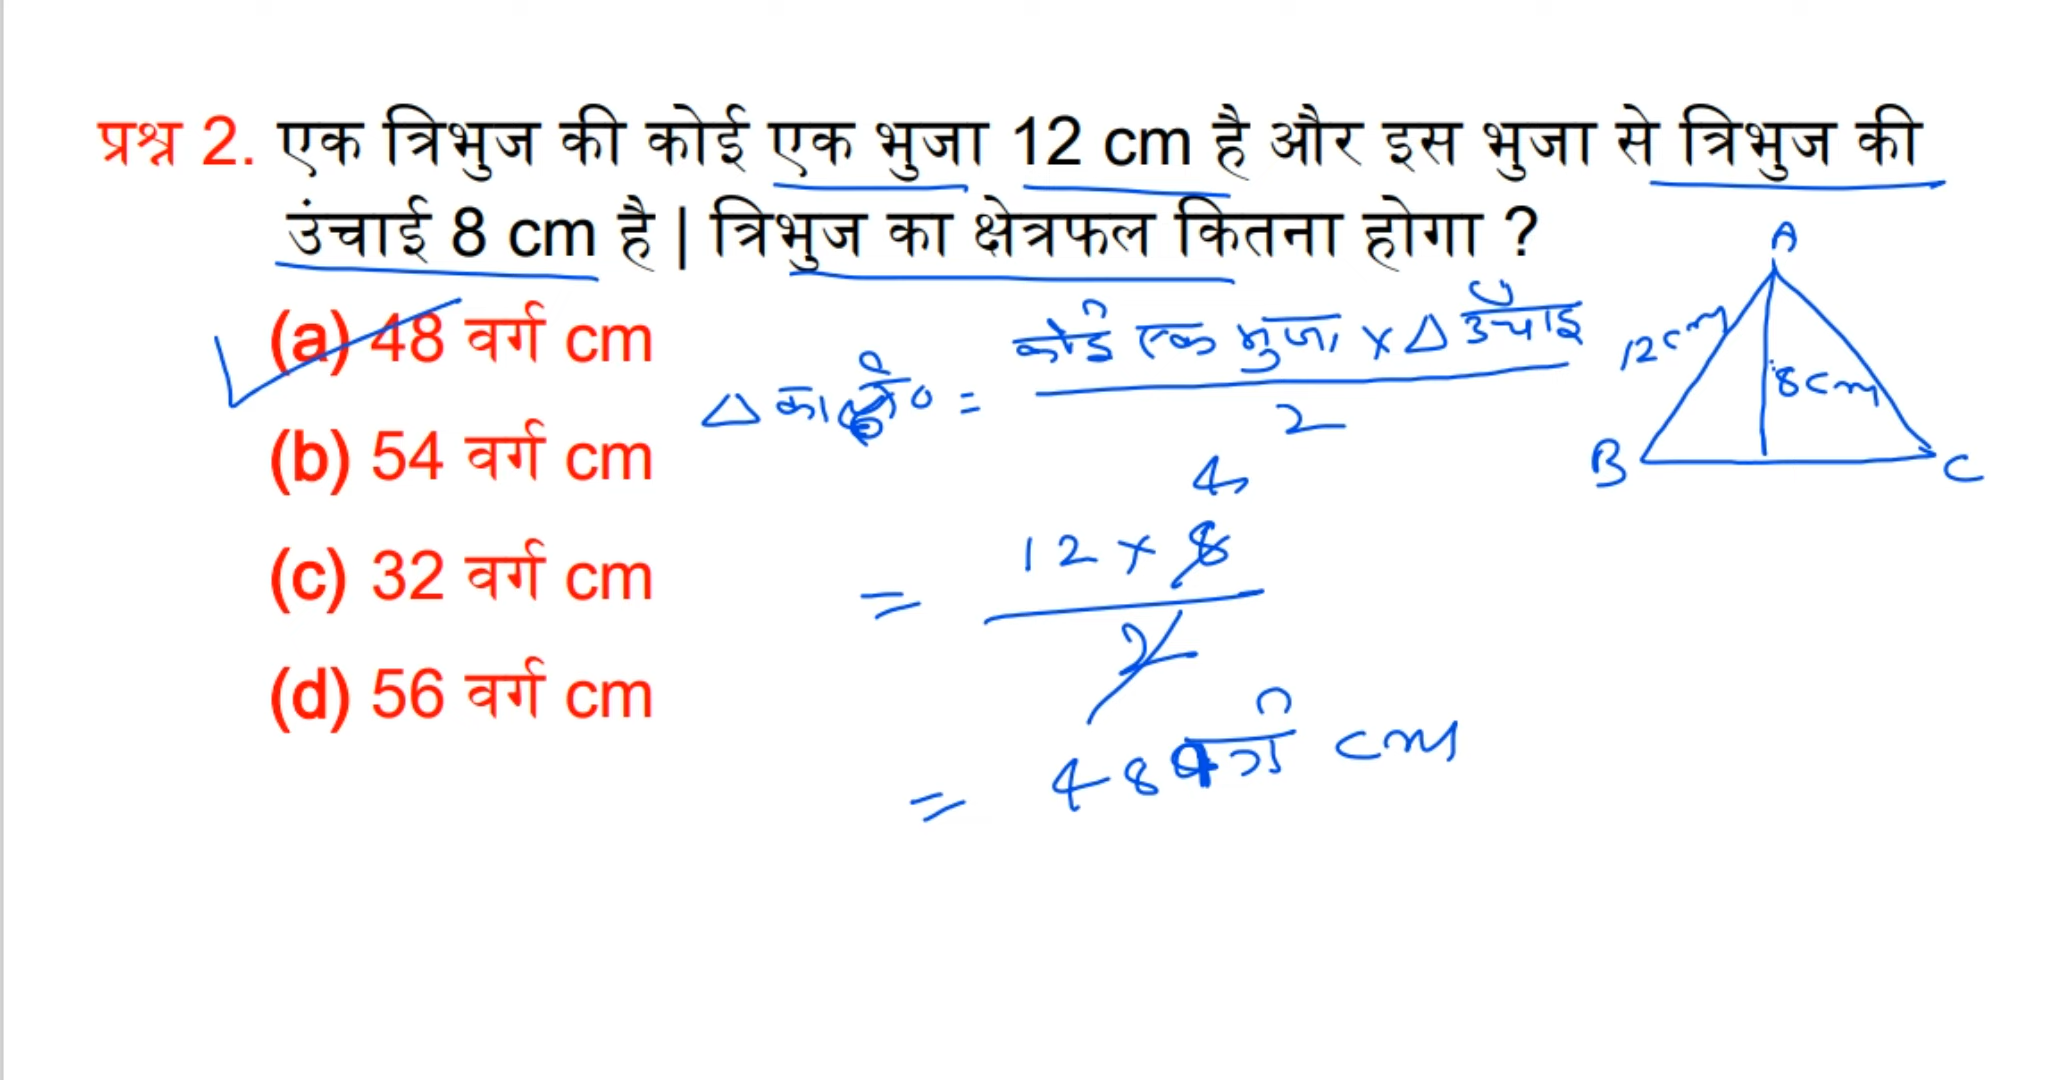 प्रश्न 2. एक त्रिभुज की कोई एक भुजा 12 cm है और इस भुजा से त्रिभुज की
उंचाई 8 cm है | त्रिभुज का क्षेत्रफल कितना होगा ?
(a) 48 वर्ग cm
(b) 54 वर्ग cm
(c) 32 वर्ग cm
(d) 56 वर्ग cm
कोई एक भुजा × Δ उंचाई
Δ का क्षे० =
2
4
12 × 8
=
2
= 48 वर्ग cm
A
12cm
8cm
B
C